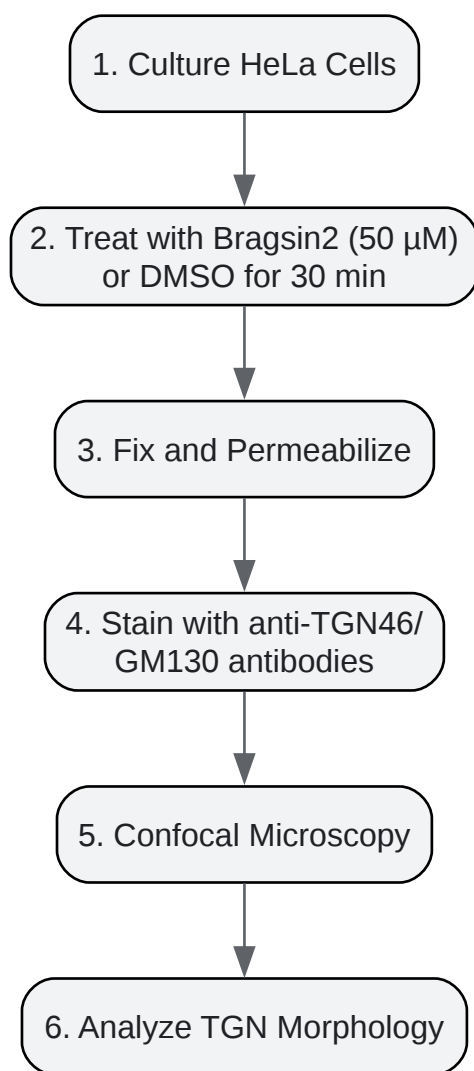 1. Culture HeLa Cells
2. Treat with Bragsin2 (50 µM)
or DMSO for 30 min
3. Fix and Permeabilize
4. Stain with anti-TGN46/
GM130 antibodies
5. Confocal Microscopy
6. Analyze TGN Morphology